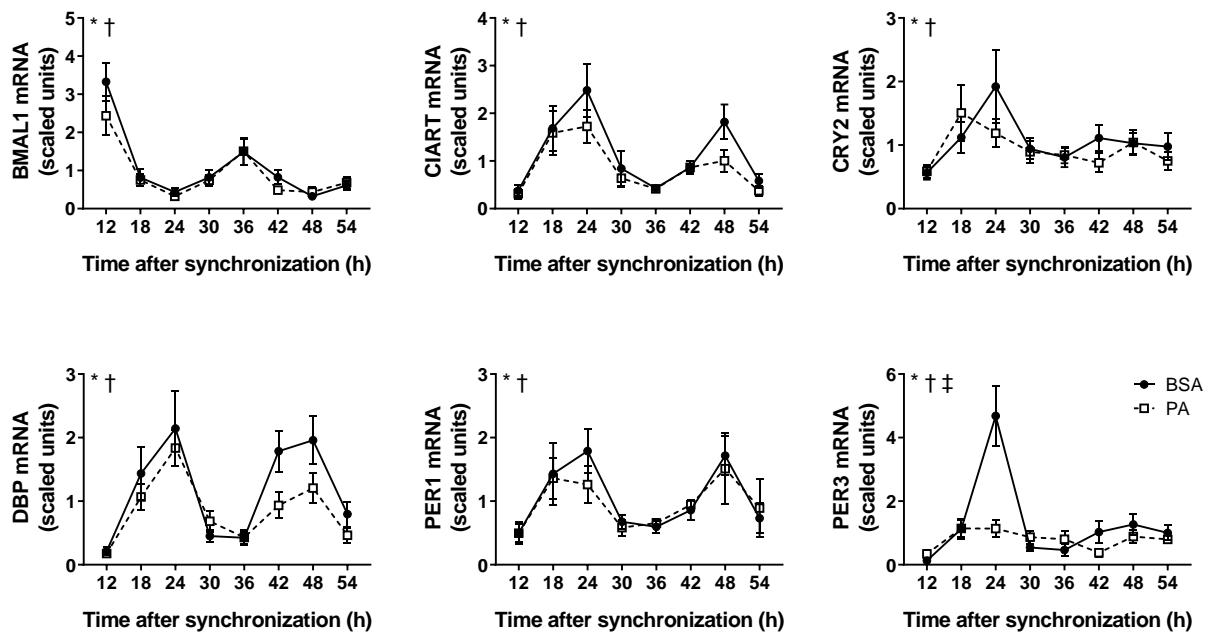 * †
BMAL1 mRNA
(scaled units)
5
4
3
2
1
0
12 18 24 30 36 42 48 54
Time after synchronization (h)
* †
CIART mRNA
(scaled units)
4
3
2
1
0
12 18 24 30 36 42 48 54
Time after synchronization (h)
* †
CRY2 mRNA
(scaled units)
3
2
1
0
12 18 24 30 36 42 48 54
Time after synchronization (h)
* †
DBP mRNA
(scaled units)
3
2
1
0
12 18 24 30 36 42 48 54
Time after synchronization (h)
* †
PER1 mRNA
(scaled units)
3
2
1
0
12 18 24 30 36 42 48 54
Time after synchronization (h)
* † ‡
PER3 mRNA
(scaled units)
6
4
2
0
12 18 24 30 36 42 48 54
Time after synchronization (h)
BSA
PA